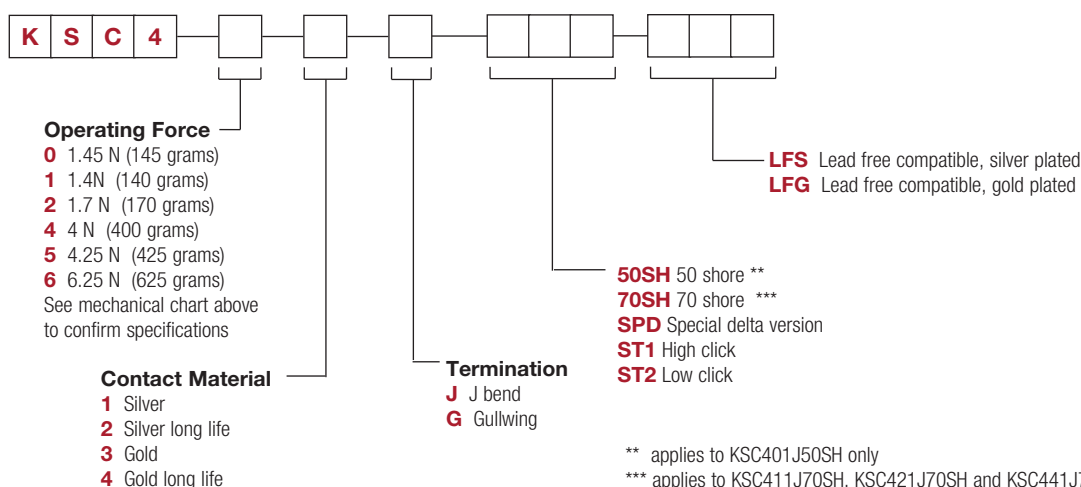 K S C 4
Operating Force
0 1.45 N (145 grams)
1 1.4N (140 grams)
2 1.7 N (170 grams)
4 4 N (400 grams)
5 4.25 N (425 grams)
6 6.25 N (625 grams)
See mechanical chart above
to confirm specifications
Contact Material
1 Silver
2 Silver long life
3 Gold
4 Gold long life
Termination
J J bend
G Gullwing
50SH 50 shore **
70SH 70 shore ***
SPD Special delta version
ST1 High click
ST2 Low click
LFS Lead free compatible, silver plated
LFG Lead free compatible, gold plated
** applies to KSC401J50SH only
*** applies to KSC411J70SH, KSC421J70SH and